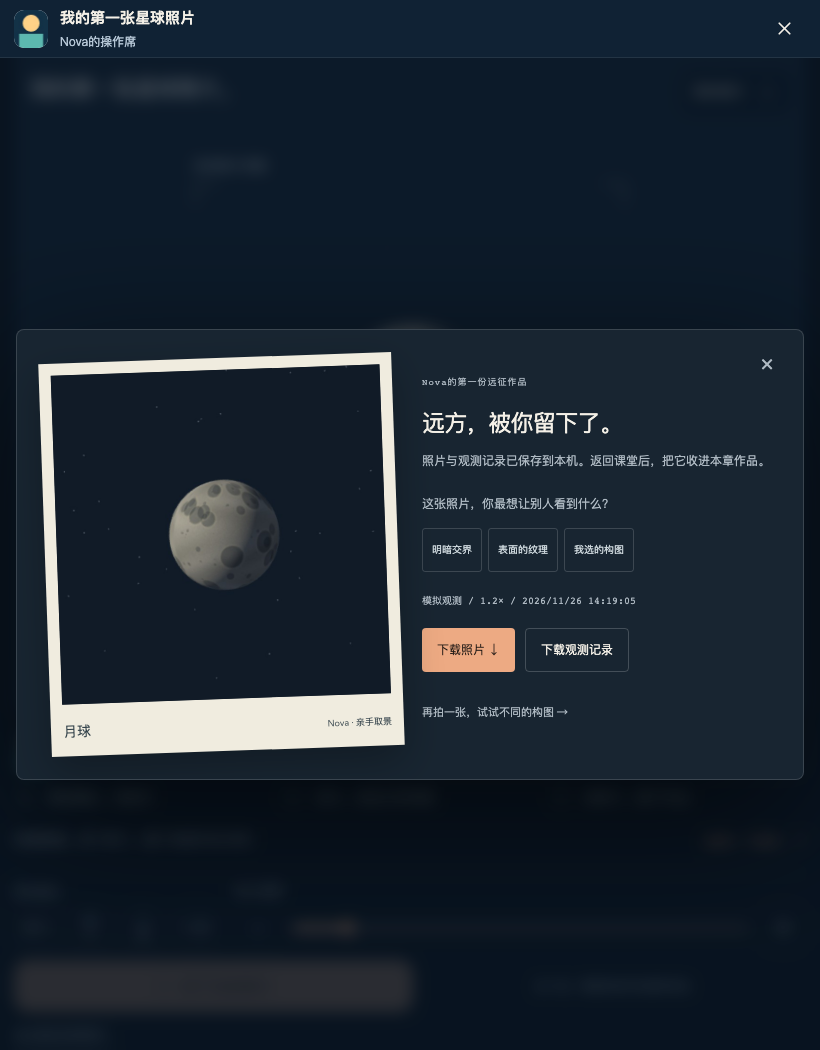 我的第一张星球照片
Nova的操作席
Nova的第一份远征作品
远方，被你留下了。
照片与观测记录已保存到本机。返回课堂后，把它收进本章作品。
这张照片，你最想让别人看到什么？
明暗交界
表面的纹理
我选的构图
模拟观测 / 1.2× / 2026/11/26 14:19:05
下载照片 ↓
下载观测记录
再拍一张，试试不同的构图 →
月球
Nova · 亲手取景